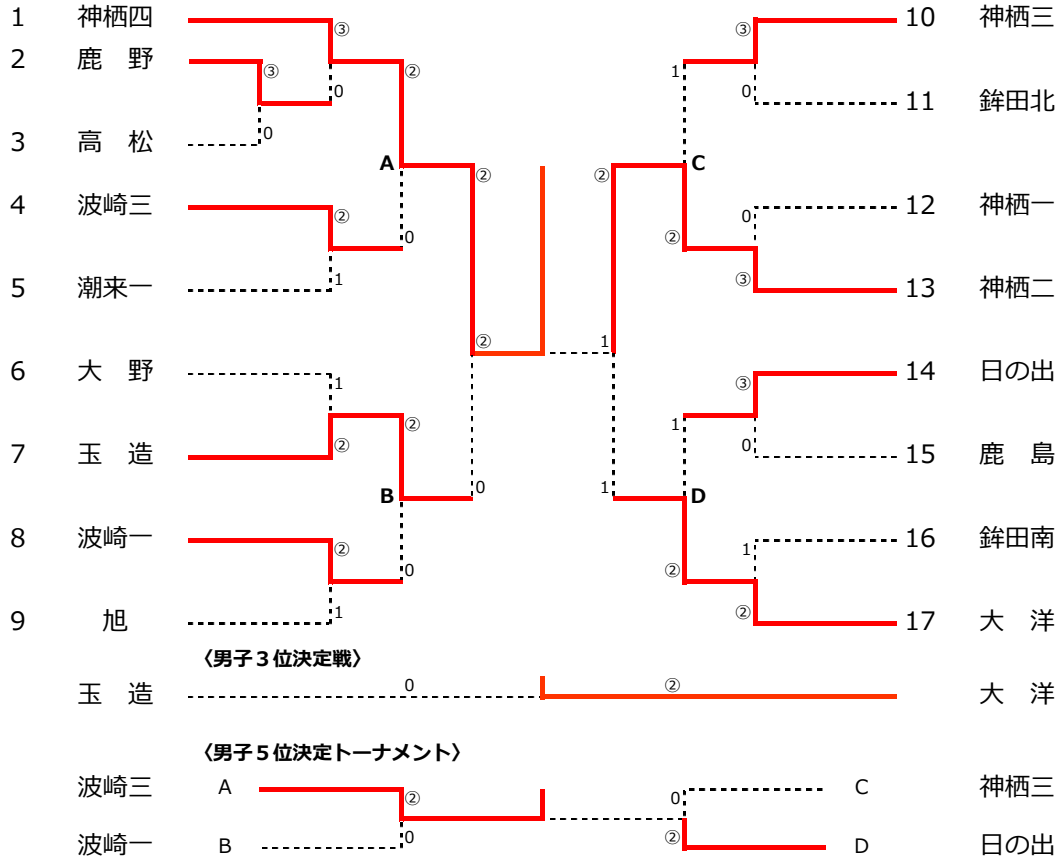 1 神栖四 ③ ③ 10 神栖三
2 鹿 野 ③ ② 1
0 0 11 鉾田北
3 高 松 0
A ② ② C
4 波崎三 ② 0 12 神栖一
0 ②
5 潮来一 1 ③ 13 神栖二
② 1
6 大 野 1 ③ 14 日の出
② 1
7 玉 造 ② 0 15 鹿 島
B 0 1 D
8 波崎一 ② 1 16 鉾田南
0 ②
9 旭 1 ② 17 大 洋
〈男子３位決定戦〉
玉 造 0 ② 大 洋
〈男子５位決定トーナメント〉
波崎三 A ② 0 C 神栖三
波崎一 B 0 ② D 日の出